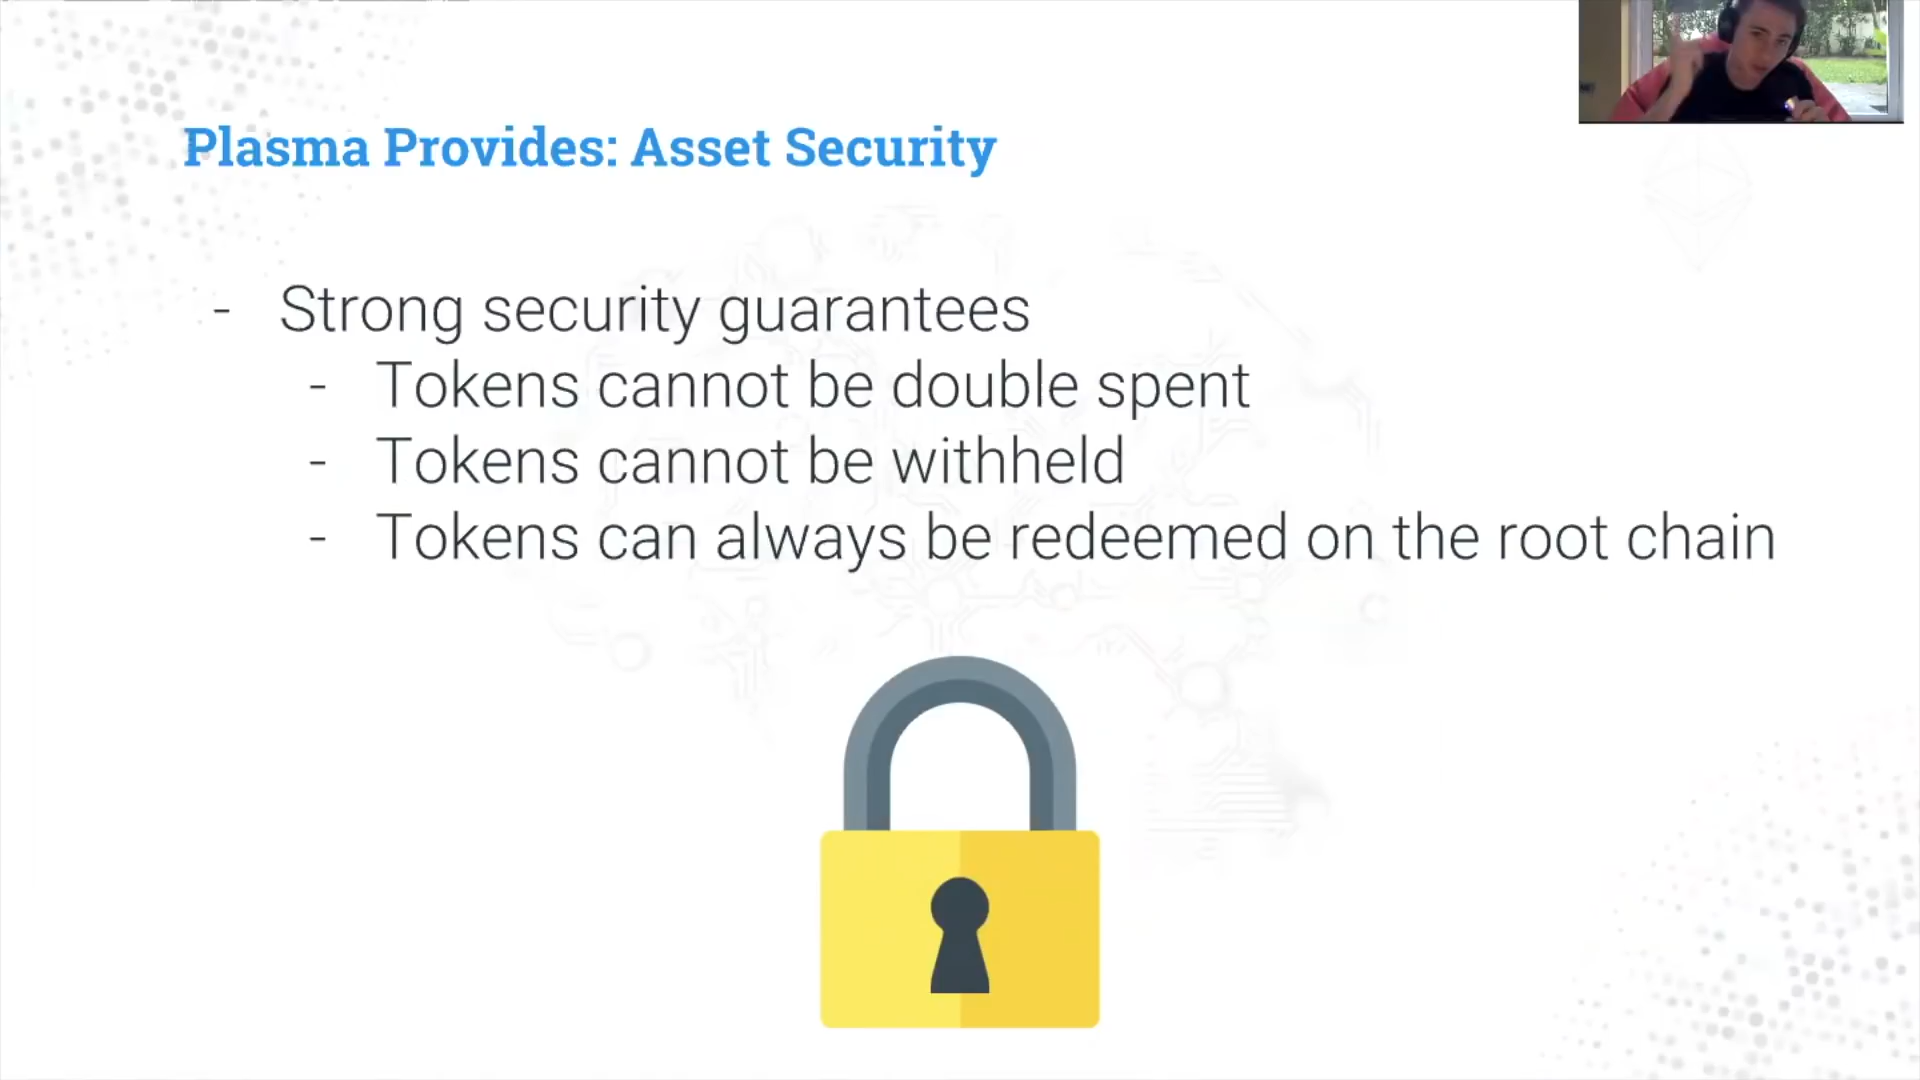 Plasma Provides: Asset Security
- Strong security guarantees
- Tokens cannot be double spent
- Tokens cannot be withheld
- Tokens can always be redeemed on the root chain